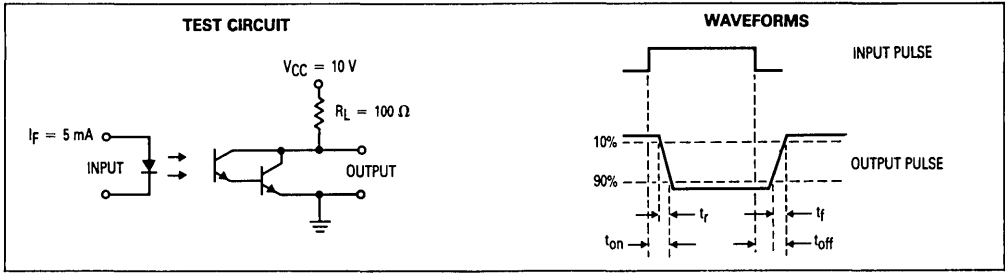 TEST CIRCUIT
VCC = 10 V
RL = 100 Ω
IF = 5 mA
INPUT
OUTPUT
WAVEFORMS
INPUT PULSE
10%
OUTPUT PULSE
90%
tr
tf
ton
toff